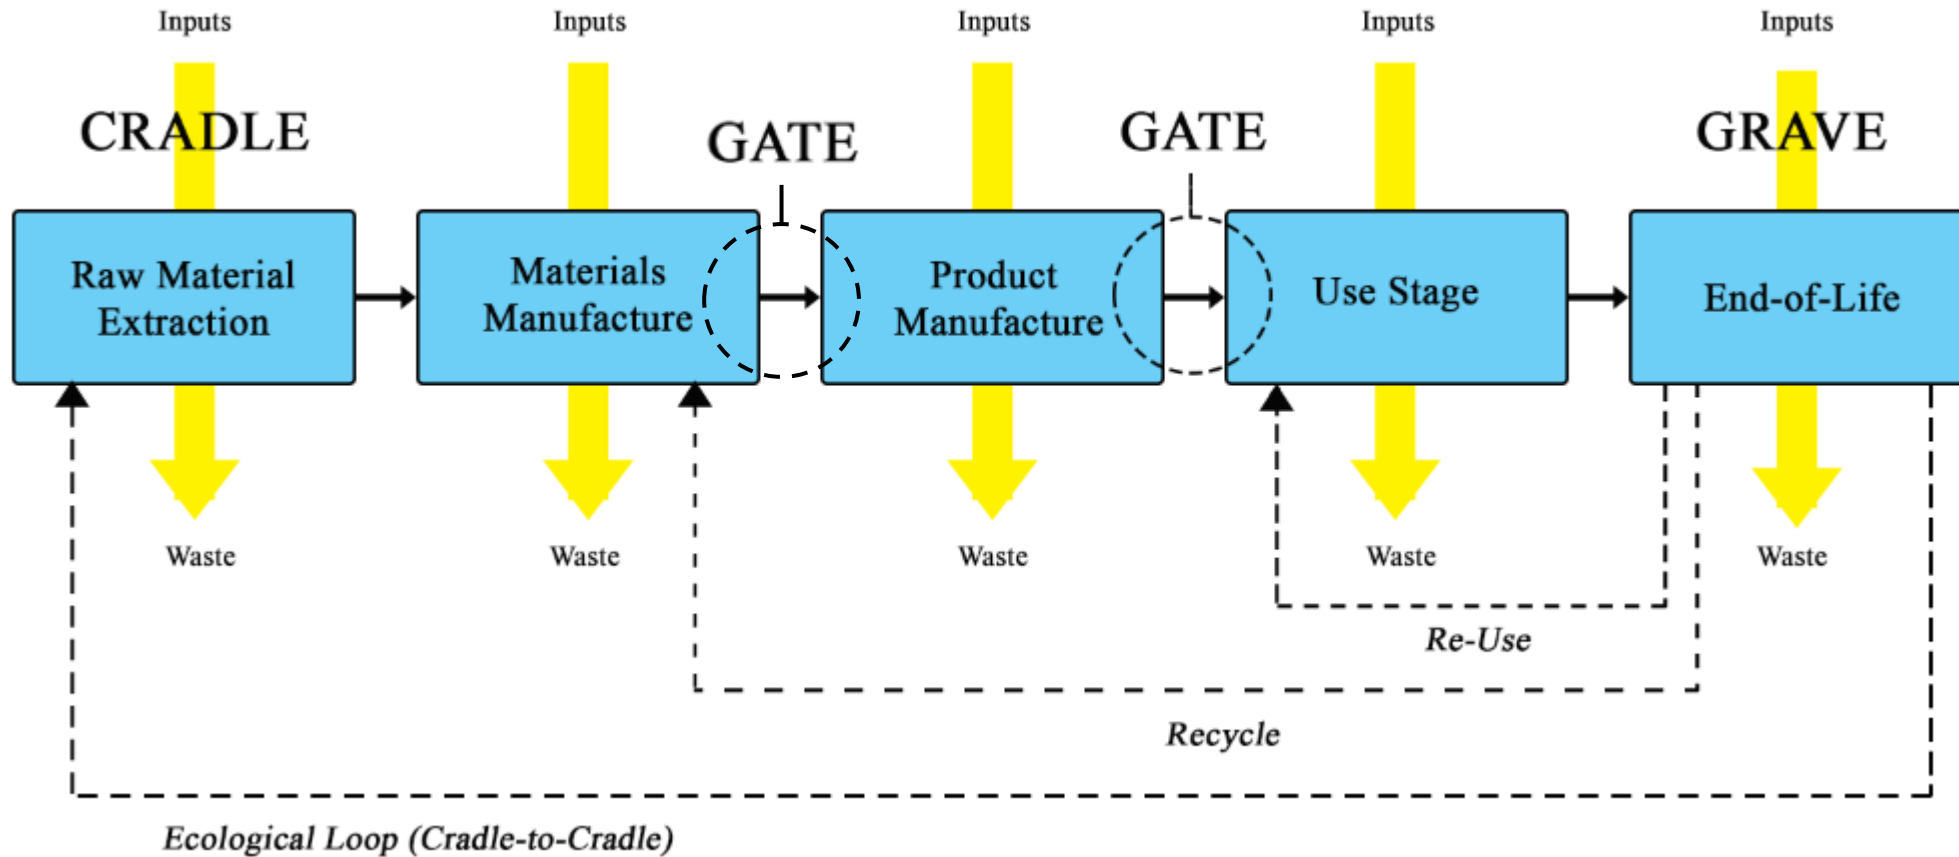 Inputs
Inputs
Inputs
Inputs
Inputs
CRADLE
GATE
GATE
GRAVE
Raw Material
Extraction
Materials
Manufacture
Product
Manufacture
Use Stage
End-of-Life
Waste
Waste
Waste
Waste
Waste
Re-Use
Recycle
Ecological Loop (Cradle-to-Cradle)